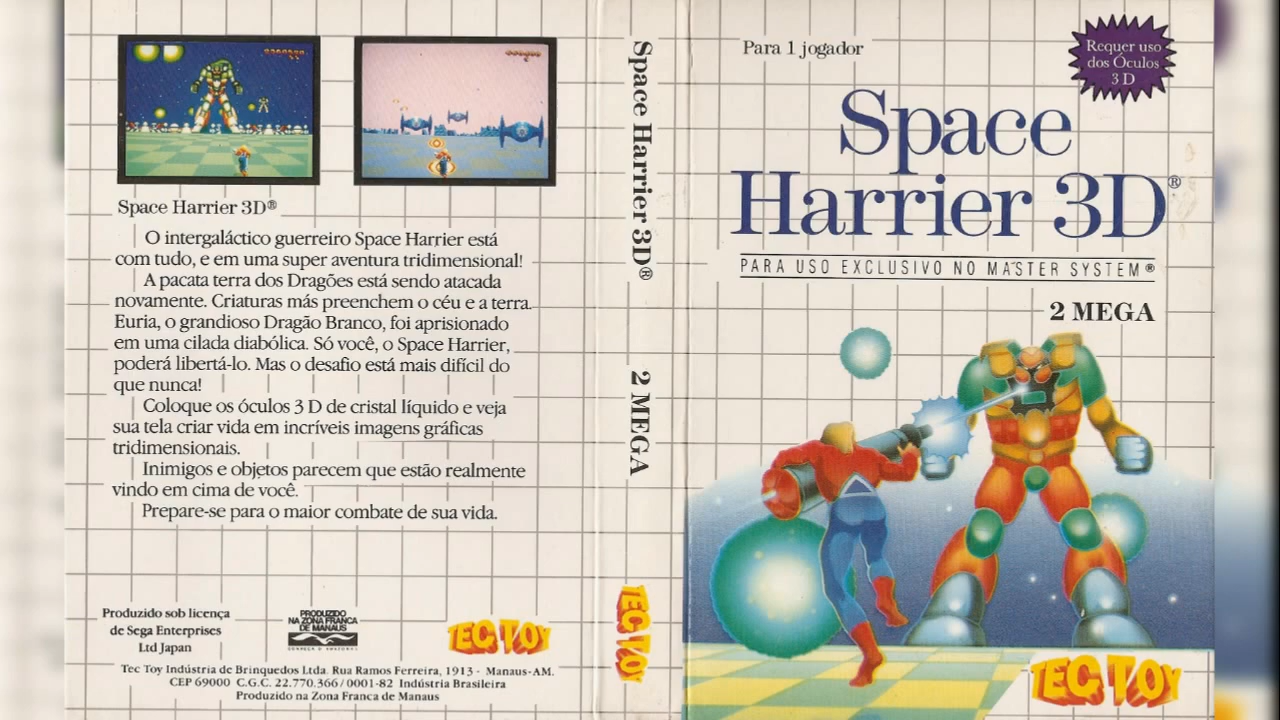 Space Harrier 3D®
O intergaláctico guerreiro Space Harrier está
com tudo, e em uma super aventura tridimensional!
A pacata terra dos Dragões está sendo atacada
novamente. Criaturas más preenchem o céu e a terra.
Euria, o grandioso Dragão Branco, foi aprisionado
em uma cilada diabólica. Só você, o Space Harrier,
poderá libertá-lo. Mas o desafio está mais difícil do
que nunca!
Coloque os óculos 3 D de cristal líquido e veja
sua tela criar vida em incríveis imagens gráficas
tridimensionais.
Inimigos e objetos parecem que estão realmente
vindo em cima de você.
Prepare-se para o maior combate de sua vida.
Produzido sob licença
de Sega Enterprises
Ltd Japan
PRODUZIDO
NA ZONA FRANCA
DE MANAUS
CONHEÇA O AMAZONAS
TEC TOY
Tec Toy Indústria de Brinquedos Ltda. Rua Ramos Ferreira, 1913 - Manaus-AM.
CEP 69000 C.G.C. 22.770.366/0001-82 Indústria Brasileira
Produzido na Zona Franca de Manaus
Space Harrier 3D®
2 MEGA
TEC TOY
Para 1 jogador
Requer uso
dos Óculos
3 D
Space
Harrier 3D®
PARA USO EXCLUSIVO NO MASTER SYSTEM®
2 MEGA
TEC TOY